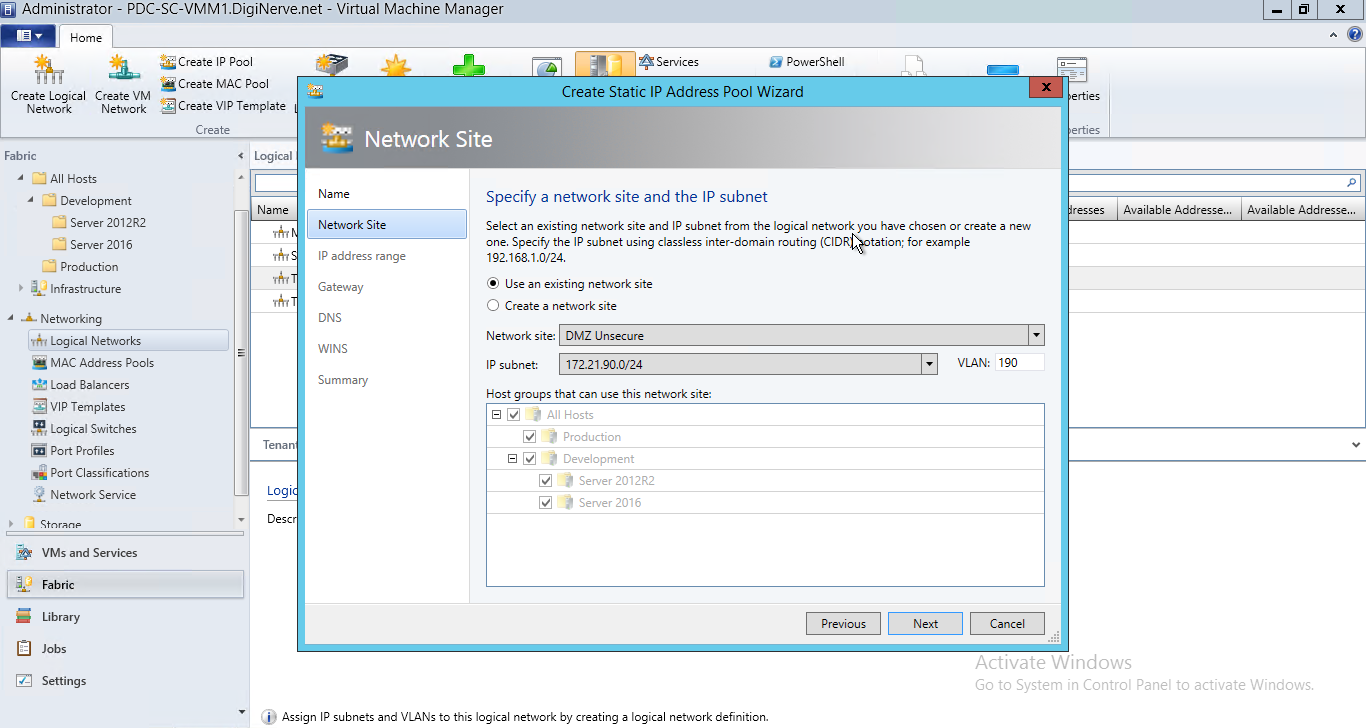 Administrator - PDC-SC-VMM1.DigiNerve.net - Virtual Machine Manager
Home
Create Logical Network
Create VM Network
Create IP Pool
Create MAC Pool
Create VIP Template
Create
Services
PowerShell
Fabric
All Hosts
Development
Server 2012R2
Server 2016
Production
Infrastructure
Networking
Logical Networks
MAC Address Pools
Load Balancers
VIP Templates
Logical Switches
Port Profiles
Port Classifications
Network Service
Storage
VMs and Services
Fabric
Library
Jobs
Settings
Logical
Name
Available Addresse...
Available Addresse...
Tenant
Create Static IP Address Pool Wizard
X
Network Site
Name
Network Site
IP address range
Gateway
DNS
WINS
Summary
Specify a network site and the IP subnet
Select an existing network site and IP subnet from the logical network you have chosen or create a new
one. Specify the IP subnet using classless inter-domain routing (CIDR) notation; for example
192.168.1.0/24.
Use an existing network site
Create a network site
Network site: DMZ Unsecure
IP subnet: 172.21.90.0/24 VLAN: 190
Host groups that can use this network site:
All Hosts
Production
Development
Server 2012R2
Server 2016
Previous Next Cancel
Activate Windows
Go to System in Control Panel to activate Windows.
Assign IP subnets and VLANs to this logical network by creating a logical network definition.